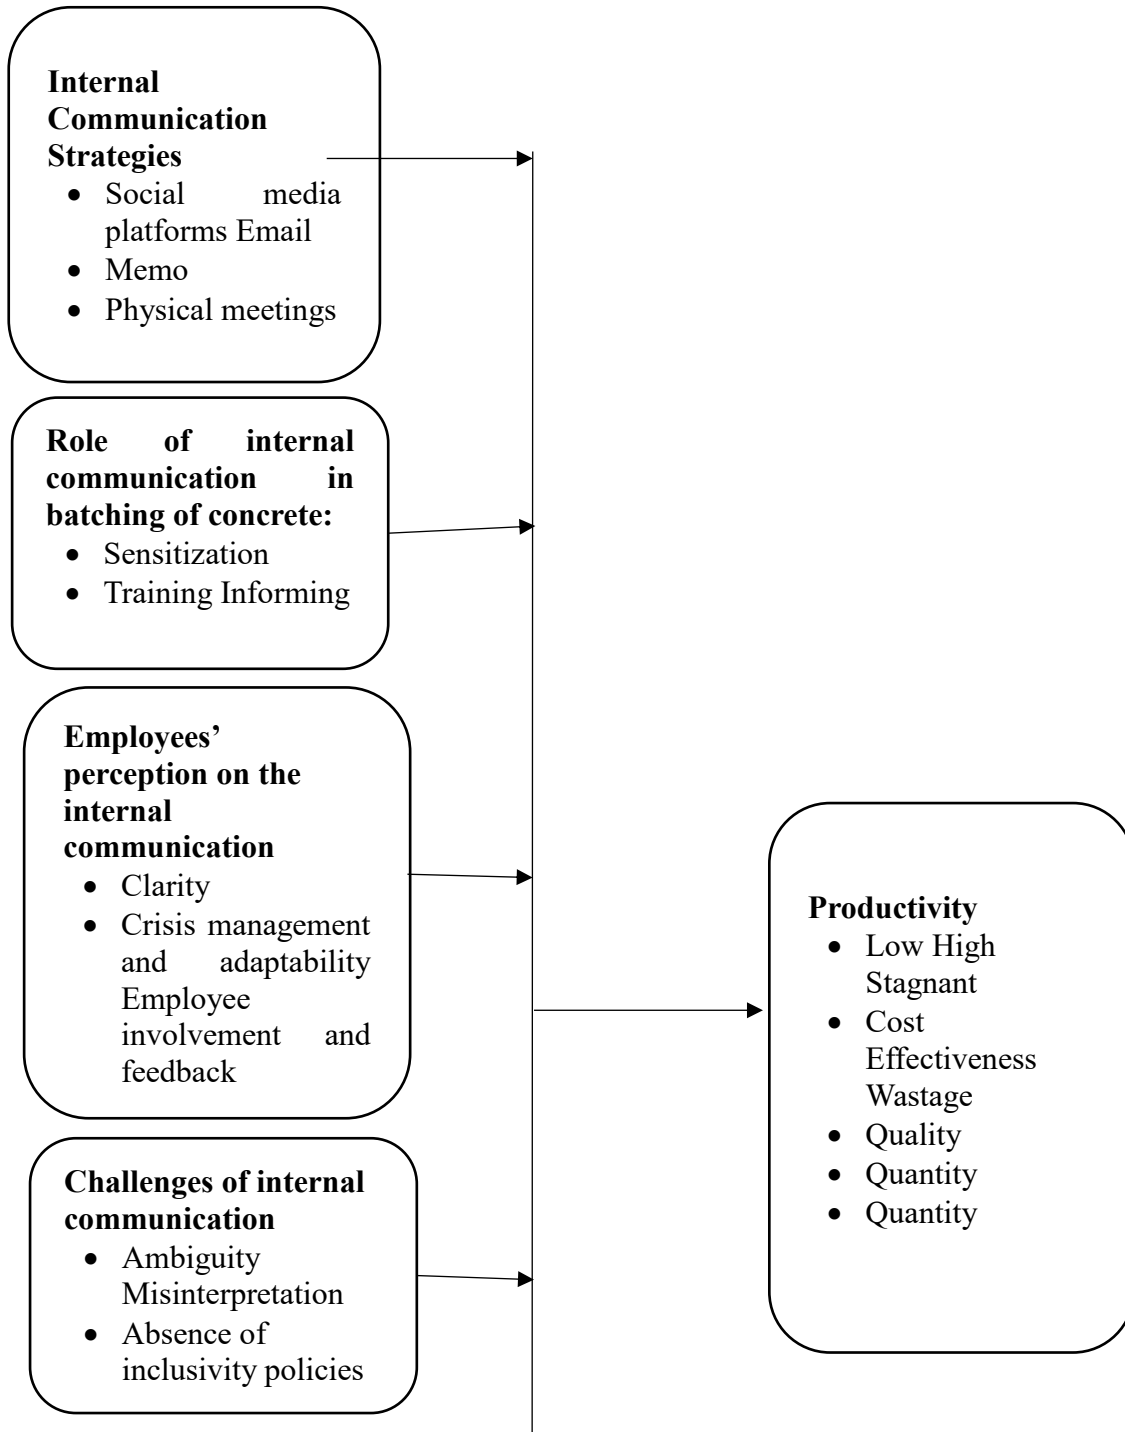 Internal
Communication
Strategies
• Social media
platforms Email
• Memo
• Physical meetings
Role of internal
communication in
batching of concrete:
• Sensitization
• Training Informing
Employees’
perception on the
internal
communication
• Clarity
• Crisis management
and adaptability
Employee
involvement and
feedback
Challenges of internal
communication
• Ambiguity
Misinterpretation
• Absence of
inclusivity policies
Productivity
• Low High
Stagnant
• Cost
Effectiveness
Wastage
• Quality
• Quantity
• Quantity